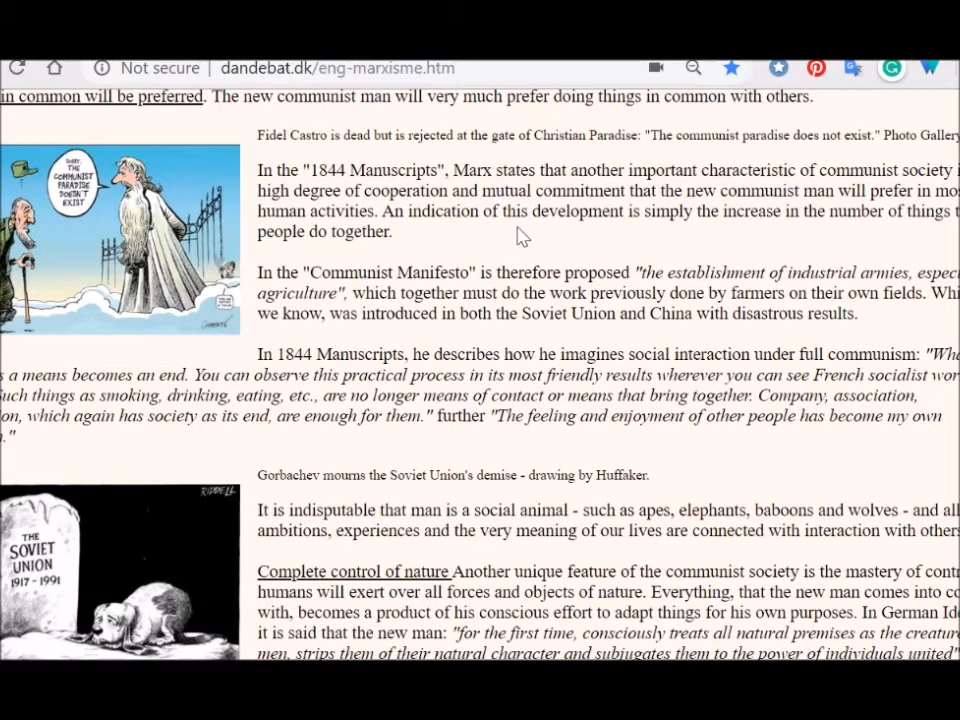 Not secure dandebat.dk/eng-marxisme.htm
in common will be preferred. The new communist man will very much prefer doing things in common with others.
Fidel Castro is dead but is rejected at the gate of Christian Paradise: "The communist paradise does not exist." Photo Gallery
SORRY, THE COMMUNIST PARADISE DOESN'T EXIST
In the "1844 Manuscripts", Marx states that another important characteristic of communist society i
high degree of cooperation and mutual commitment that the new communist man will prefer in mo
human activities. An indication of this development is simply the increase in the number of things t
people do together.
In the "Communist Manifesto" is therefore proposed "the establishment of industrial armies, espec
agriculture", which together must do the work previously done by farmers on their own fields. Whi
we know, was introduced in both the Soviet Union and China with disastrous results.
In 1844 Manuscripts, he describes how he imagines social interaction under full communism: "Wha
s a means becomes an end. You can observe this practical process in its most friendly results wherever you can see French socialist wor
Such things as smoking, drinking, eating, etc., are no longer means of contact or means that bring together. Company, association,
on, which again has society as its end, are enough for them." further "The feeling and enjoyment of other people has become my own
."
Gorbachev mourns the Soviet Union's demise - drawing by Huffaker.
RIDDELL
THE
SOVIET
UNION
1917-1991
It is indisputable that man is a social animal - such as apes, elephants, baboons and wolves - and all
ambitions, experiences and the very meaning of our lives are connected with interaction with others
Complete control of nature Another unique feature of the communist society is the mastery of contr
humans will exert over all forces and objects of nature. Everything, that the new man comes into co
with, becomes a product of his conscious effort to adapt things for his own purposes. In German Ide
it is said that the new man: "for the first time, consciously treats all natural premises as the creature
men, strips them of their natural character and subjugates them to the power of individuals united"